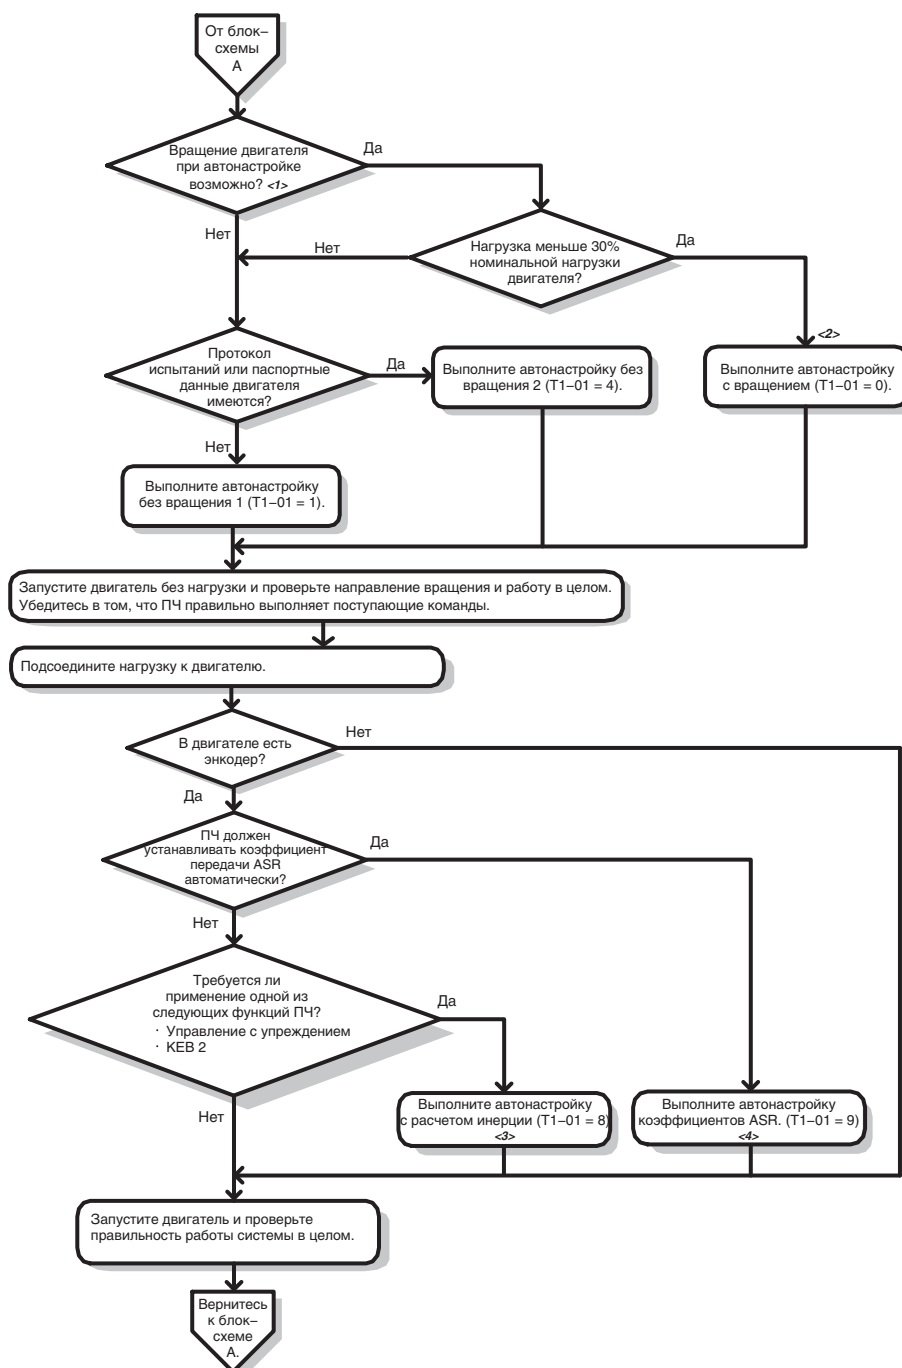 От блок–
схемы
A
Вращение двигателя
при автонастройке
возможно? <1>
Да
Нет
Нагрузка меньше 30%
номинальной нагрузки
двигателя?
Нет
Да
Протокол
испытаний или паспортные
данные двигателя
имеются?
Да
Выполните автонастройку без
вращения 2 (T1–01 = 4).
<2>
Выполните автонастройку
с вращением (T1–01 = 0).
Нет
Выполните автонастройку
без вращения 1 (T1–01 = 1).
Запустите двигатель без нагрузки и проверьте направление вращения и работу в целом.
Убедитесь в том, что ПЧ правильно выполняет поступающие команды.
Подсоедините нагрузку к двигателю.
В двигателе есть
энкодер?
Нет
Да
ПЧ должен
устанавливать коэффициент
передачи ASR
автоматически?
Да
Нет
Требуется ли
применение одной из
следующих функций ПЧ?
· Управление с упреждением
· KEB 2
Да
Нет
Выполните автонастройку
с расчетом инерции (T1–01 = 8)
<3>
Выполните автонастройку
коэффициентов ASR. (T1–01 = 9)
<4>
Запустите двигатель и проверьте
правильность работы системы в целом.
Вернитесь
к блок–
схеме
A.